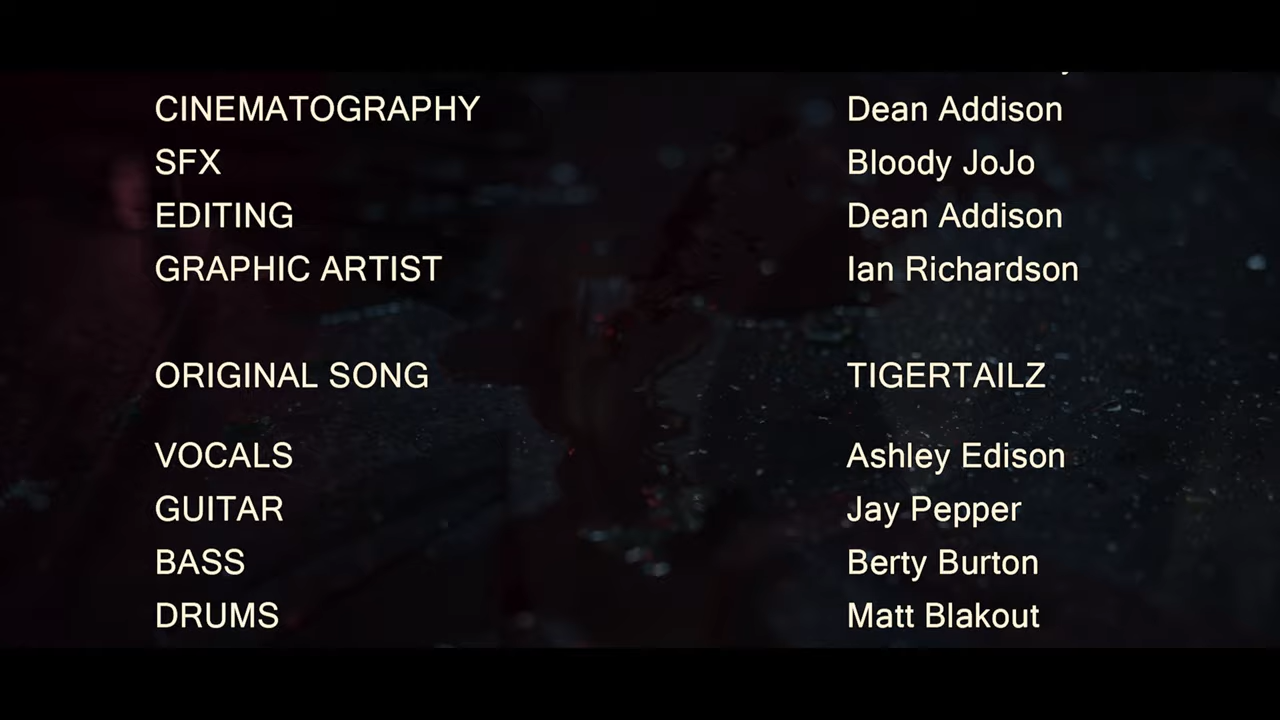 CINEMATOGRAPHY Dean Addison
SFX Bloody JoJo
EDITING Dean Addison
GRAPHIC ARTIST Ian Richardson
ORIGINAL SONG TIGERTAILZ
VOCALS Ashley Edison
GUITAR Jay Pepper
BASS Berty Burton
DRUMS Matt Blakout